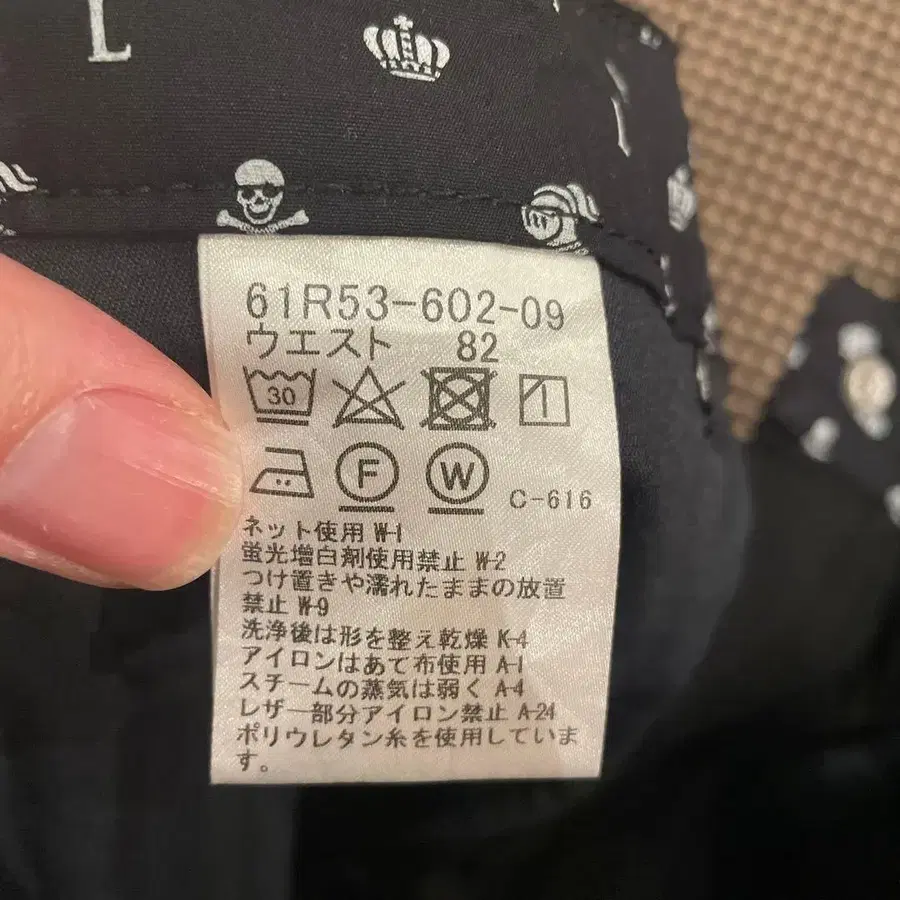 L
61R53-602-09
ウエスト 82
30
F W C-616
ネット使用 W-1
蛍光増白剤使用禁止 W-2
つけ置きや濡れたままの放置
禁止 W-9
洗浄後は形を整え乾燥 K-4
アイロンはあて布使用 A-1
スチームの蒸気は弱く A-4
レザー部分アイロン禁止 A-24
ポリウレタン糸を使用していま
す。